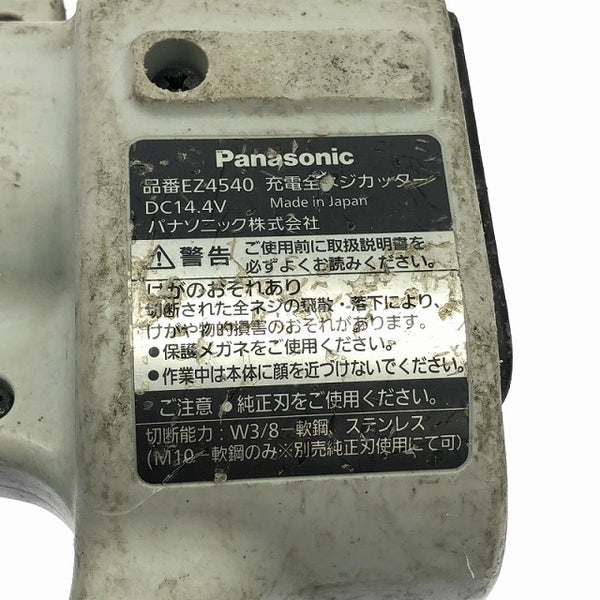 Panasonic
品番EZ4540 充電全ネジカッター
DC14.4V Made in Japan
パナソニック株式会社
警告 ご使用前に取扱説明書を
必ずよくお読みください。
けがのおそれあり
切断された全ネジの飛散・落下により、
けがや物的損害のおそれがあります。
●保護メガネをご使用ください。
●作業中は本体に顔を近づけないでください。
ご注意 ●純正刃をご使用ください。
切断能力：W3/8－軟鋼、ステンレス
(M10－軟鋼のみ※別売純正刃使用にて可)